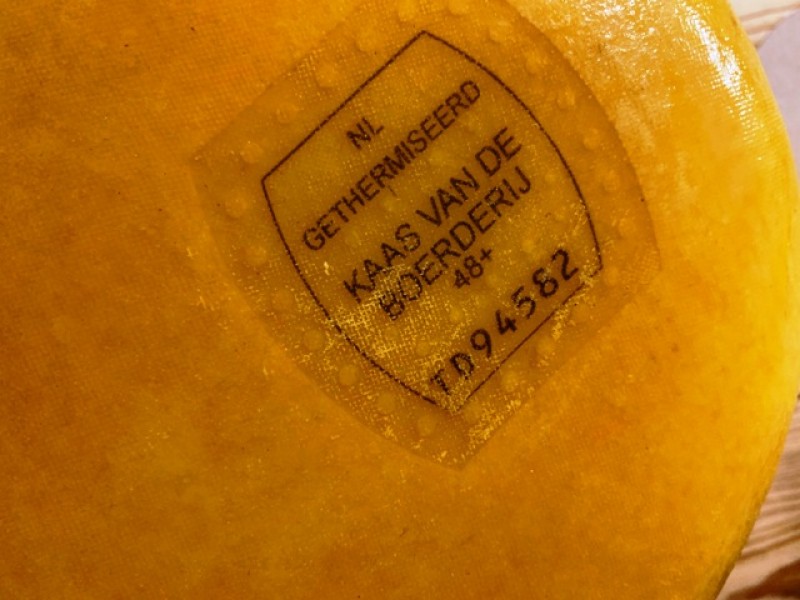 NL
GETHERMISEERD
KAAS VAN DE
BOERDERIJ
48+
TD94582